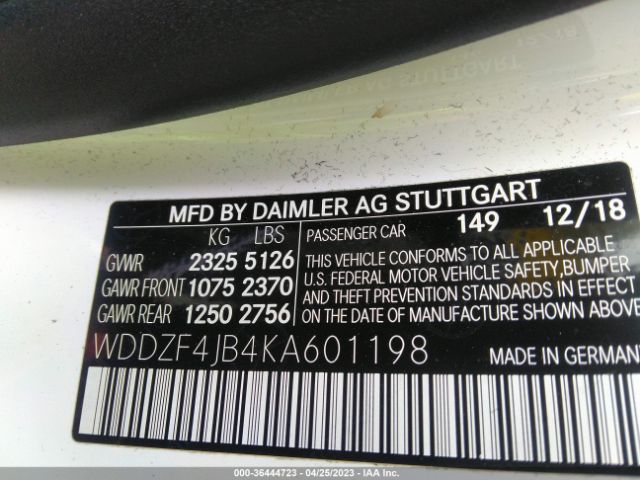 MFD BY DAIMLER AG STUTTGART
KG LBS
GVWR 2325 5126
GAWR FRONT 1075 2370
GAWR REAR 1250 2756
PASSENGER CAR 149 12/18
THIS VEHICLE CONFORMS TO ALL APPLICABLE
U.S. FEDERAL MOTOR VEHICLE SAFETY,BUMPER
AND THEFT PREVENTION STANDARDS IN EFFECT
ON THE DATE OF MANUFACTURE SHOWN ABOVE
WDDZF4JB4KA601198
MADE IN GERMAN
000-36444723 - 04/25/2023 - IAA Inc.